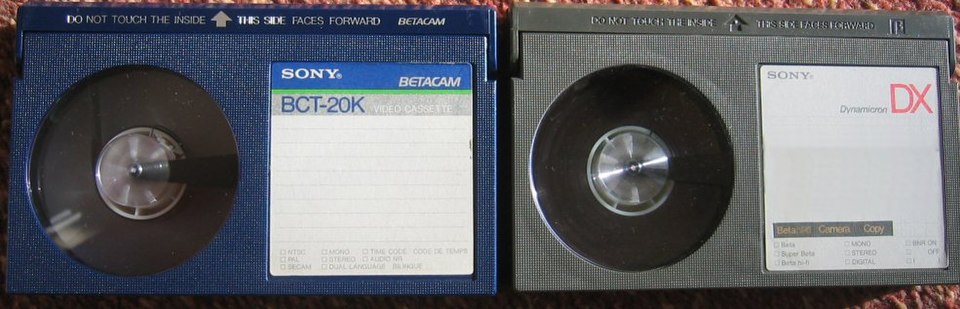 DO NOT TOUCH THE INSIDE THIS SIDE FACES FORWARD BETACAM
SONY® BETACAM
BCT-20K VIDEO CASSETTE
NTSC MONO TIME CODE CODE DE TEMPS
PAL STEREO AUDIO NR
SECAM DUAL LANGUAGE BILINGUE
DO NOT TOUCH THE INSIDE THIS SIDE FACES FORWARD β
SONY®
Dynamicron DX
Beta Camera Copy
Beta MONO BNR ON
Super Beta STEREO OFF
Beta hi-fi DIGITAL